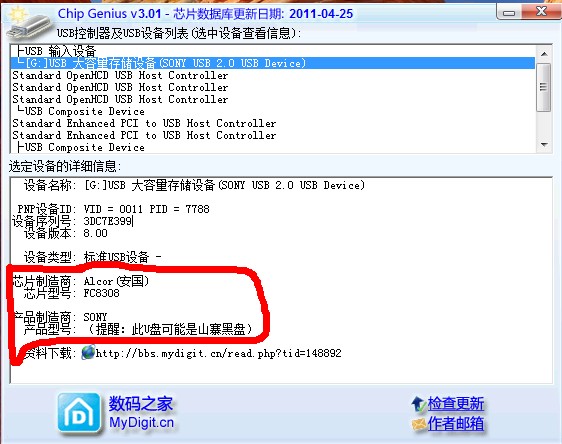 Chip Genius v3.01 - 芯片数据库更新日期: 2011-04-25
USB控制器及USB设备列表(选中设备查看信息):
├USB 输入设备
└[G:]USB 大容量存储设备(SONY USB 2.0 USB Device)
Standard OpenHCD USB Host Controller
Standard OpenHCD USB Host Controller
Standard OpenHCD USB Host Controller
└USB Composite Device
Standard Enhanced PCI to USB Host Controller
Standard Enhanced PCI to USB Host Controller
├USB Composite Device
选定设备的详细信息:
设备名称: [G:]USB 大容量存储设备(SONY USB 2.0 USB Device)
PNP设备ID: VID = 0011 PID = 7788
设备序列号: 3DC7E399
设备版本: 8.00
设备类型: 标准USB设备 -
芯片制造商: Alcor(安国)
芯片型号: FC8308
产品制造商: SONY
产品型号: (提醒: 此U盘可能是山寨黑盘)
资料下载: http://bbs.mydigit.cn/read.php?tid=148892
数码之家
MyDigit.cn
检查更新
作者邮箱